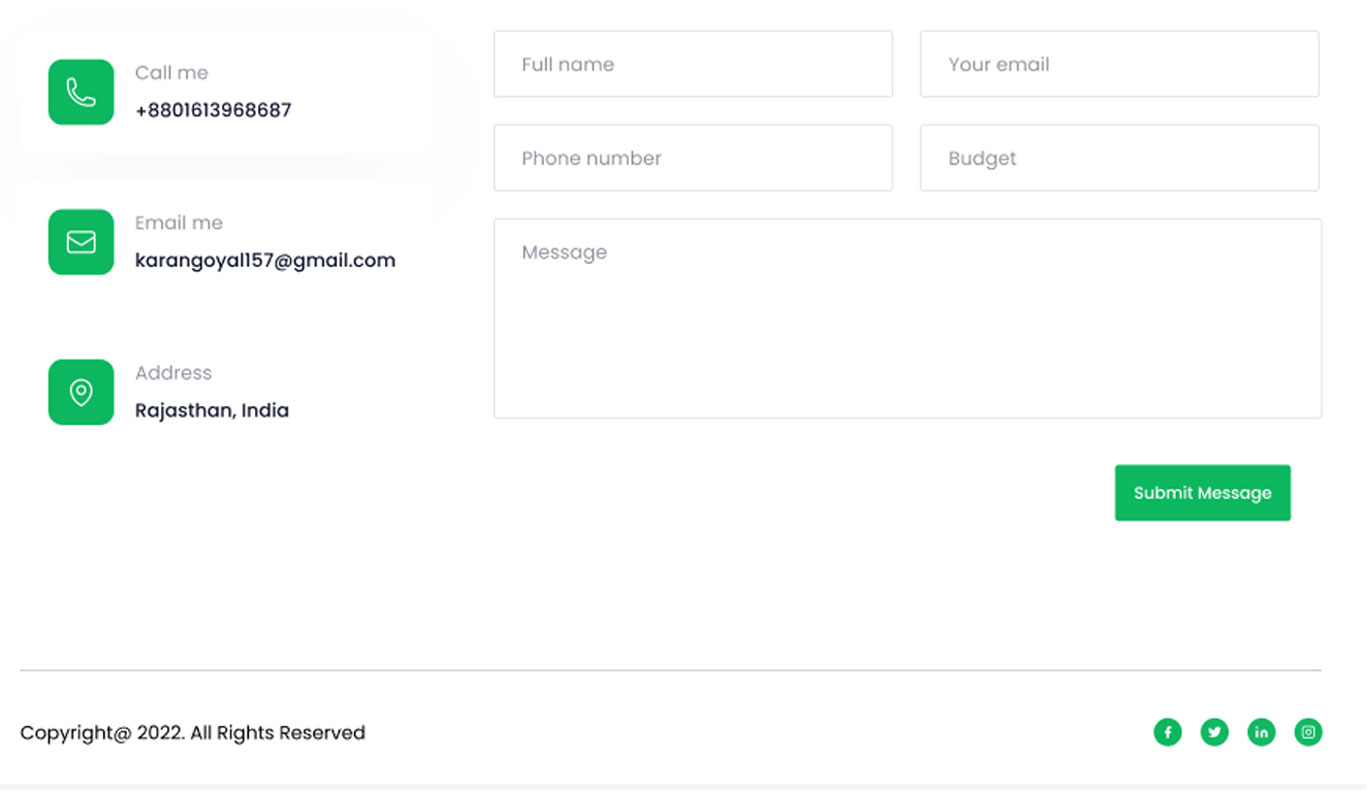 Call me
+8801613968687
Email me
karangoyal157@gmail.com
Address
Rajasthan, India
Full name
Your email
Phone number
Budget
Message
Submit Message
Copyright@ 2022. All Rights Reserved